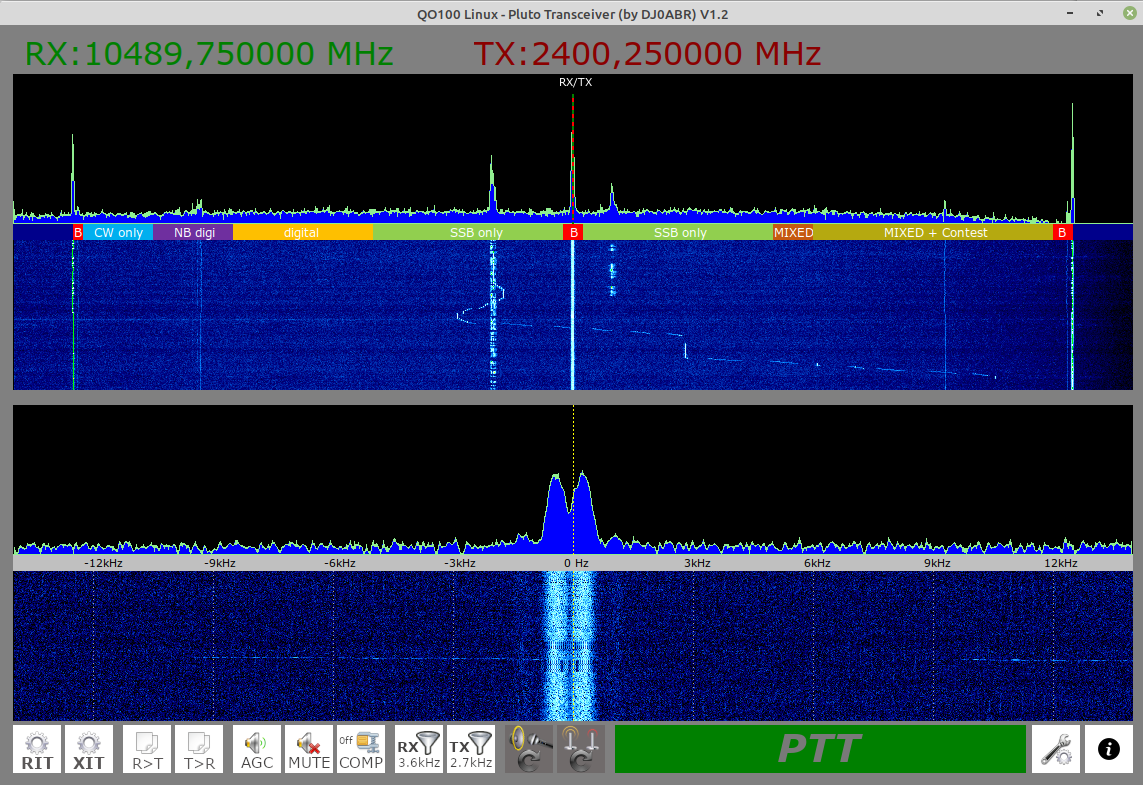 QO100 Linux - Pluto Transceiver (by DJ0ABR) V1.2
RX:10489,750000 MHz TX:2400,250000 MHz
RX/TX
B CW only NB digi digital SSB only B SSB only MIXED MIXED + Contest B
-12kHz -9kHz -6kHz -3kHz 0 Hz 3kHz 6kHz 9kHz 12kHz
RIT XIT R>T T>R AGC MUTE Off COMP RX 3.6kHz TX 2.7kHz PTT